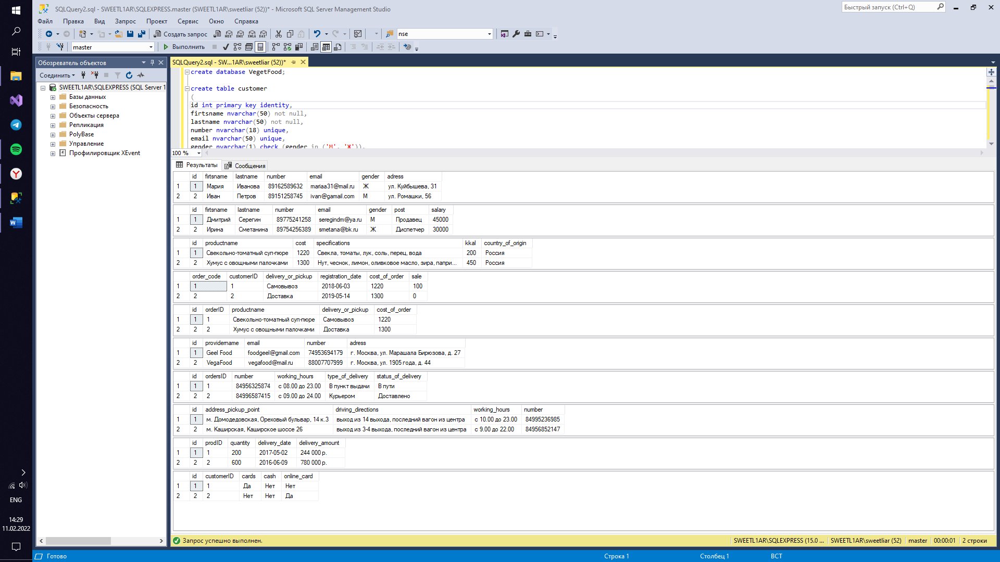 SQLQuery2.sql - SWEETL1AR\SQLEXPRESS.master (SWEETL1AR\sweetliar (52))* - Microsoft SQL Server Management Studio
Быстрый запуск (Ctrl+Q)
Файл Правка Вид Запрос Проект Сервис Окно Справка
Создать запрос MDX DMX XMLA DAX nse
master Выполнить
Обозреватель объектов
Соединить
SWEETL1AR\SQLEXPRESS (SQL Server 1
Базы данных
Безопасность
Объекты сервера
Репликация
PolyBase
Управление
Профилировщик XEvent
SQLQuery2.sql - SW...1AR\sweetliar (52))*
create database VegetFood;
create table customer
(
id int primary key identity,
firtsname nvarchar(50) not null,
lastname nvarchar(50) not null,
number nvarchar(18) unique,
email nvarchar(50) unique,
gender nvarchar(1) check (gender in ('М', 'Ж')),
100 %
Результаты Сообщения
id firtsname lastname number email gender adress
1 1 Мария Иванова 89162589632 mariaa31@mail.ru Ж ул. Куйбышева, 31
2 2 Иван Петров 89151258745 ivan@gamail.com М ул. Ромашки, 56
id firtsname lastname number email gender post salary
1 1 Дмитрий Серегин 89775241258 seregindm@ya.ru М Продавец 45000
2 2 Ирина Сметанина 89754256389 smetana@bk.ru Ж Диспетчер 30000
id productname cost specifications kkal country_of_origin
1 1 Свекольно-томатный суп-пюре 1220 Свекла, томаты, лук, соль, перец, вода 200 Россия
2 2 Хумус с овощными палочками 1300 Нут, чеснок, лимон, оливковое масло, зира, папри... 450 Россия
order_code customerID delivery_or_pickup registration_date cost_of_order sale
1 1 1 Самовывоз 2018-06-03 1220 100
2 2 2 Доставка 2019-05-14 1300 0
id orderID productname delivery_or_pickup cost_of_order
1 1 1 Свекольно-томатный суп-пюре Самовывоз 1220
2 2 2 Хумус с овощными палочками Доставка 1300
id providername email number adress
1 1 Geel Food foodgeel@gmail.com 74953694179 г. Москва, ул. Марашала Бирюзова, д. 27
2 2 VegaFood vegafood@mail.ru 88007707999 г. Москва, ул. 1905 года, д. 44
id ordersID number working_hours type_of_delivery status_of_delivery
1 1 1 84956325874 с 08.00 до 23.00 В пункт выдачи В пути
2 2 2 84996587415 с 09.00 до 24.00 Курьером Доставлено
id address_pickup_point driving_directions working_hours number
1 1 м. Домодедовская, Ореховый бульвар, 14 к.3 выход из 14 выхода, последний вагон из центра с 10.00 до 23.00 84995236985
2 2 м. Каширская, Каширское шоссе 26 выход из 3-4 выхода, последний вагон из центра с 9.00 до 22.00 84956852147
id prodID quantity delivery_date delivery_amount
1 1 1 200 2017-05-02 244 000 р.
2 2 2 600 2016-06-09 780 000 р.
id customerID cards cash online_card
1 1 1 Да Нет Нет
2 2 2 Нет Нет Да
Запрос успешно выполнен. SWEETL1AR\SQLEXPRESS (15.0 ... SWEETL1AR\sweetliar (52) master 00:00:01 2 строки
Готово Строка 1 Столбец 1 ВСТ
ENG
14:29
11.02.2022